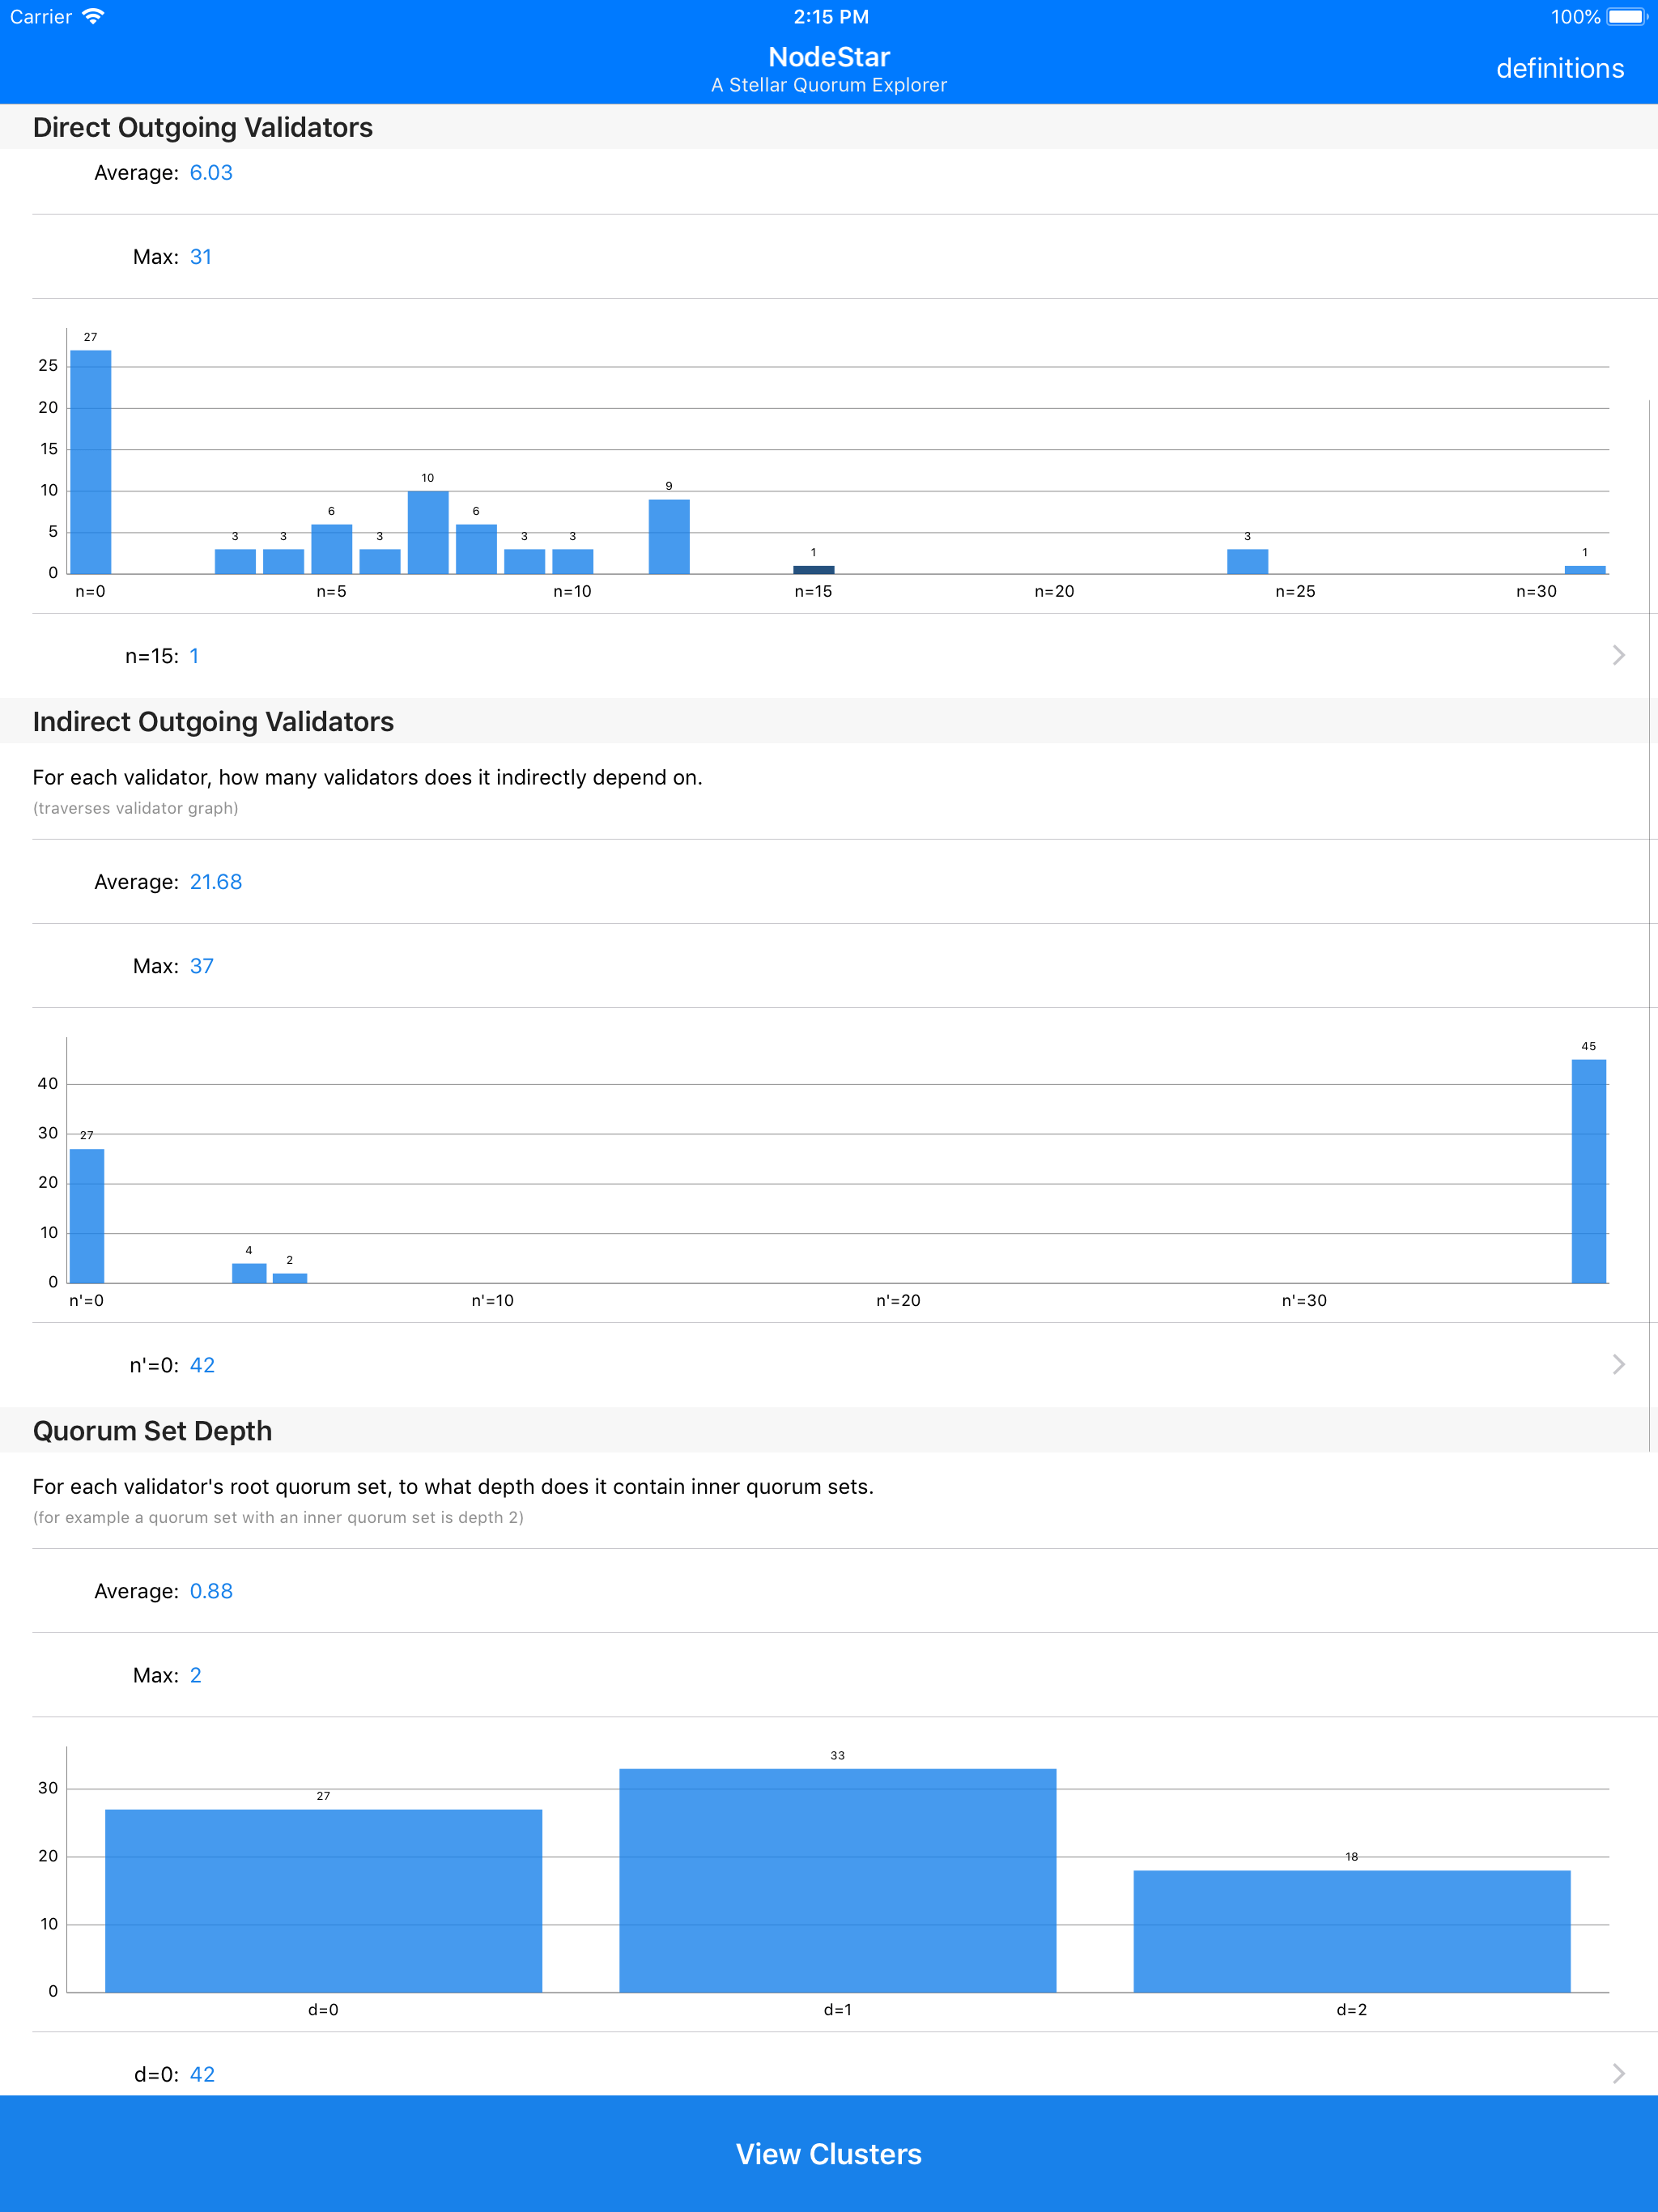 Carrier 2:15 PM 100%
NodeStar
A Stellar Quorum Explorer
definitions
Direct Outgoing Validators
Average: 6.03
Max: 31
27
25
20
15
10
5
0
3 3 6 3 10 6 3 3 9 1 3 1
n=0 n=5 n=10 n=15 n=20 n=25 n=30
n=15: 1
Indirect Outgoing Validators
For each validator, how many validators does it indirectly depend on.
(traverses validator graph)
Average: 21.68
Max: 37
45
40
30
27
20
10
4 2
0
n'=0 n'=10 n'=20 n'=30
n'=0: 42
Quorum Set Depth
For each validator's root quorum set, to what depth does it contain inner quorum sets.
(for example a quorum set with an inner quorum set is depth 2)
Average: 0.88
Max: 2
33
30
27
20
18
10
0
d=0 d=1 d=2
d=0: 42
View Clusters